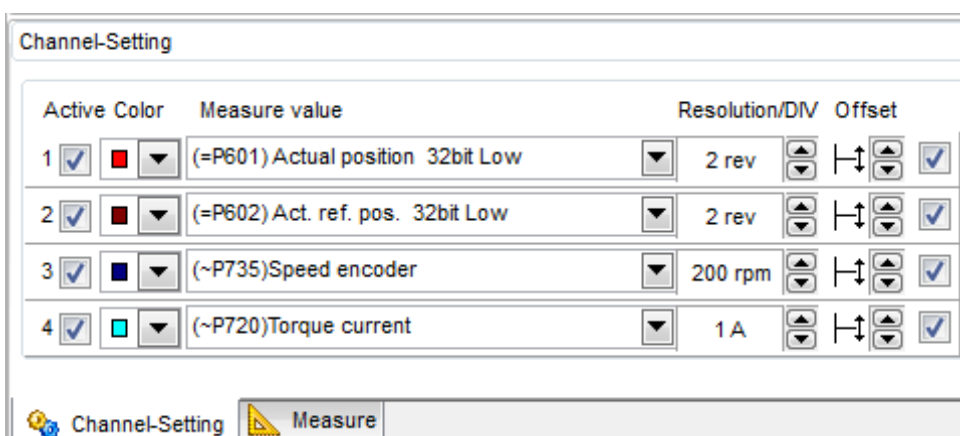 Channel-Setting
Active Color Measure value Resolution/DIV Offset
1 (=P601) Actual position 32bit Low 2 rev
2 (=P602) Act. ref. pos. 32bit Low 2 rev
3 (~P735)Speed encoder 200 rpm
4 (~P720)Torque current 1 A
Channel-Setting Measure